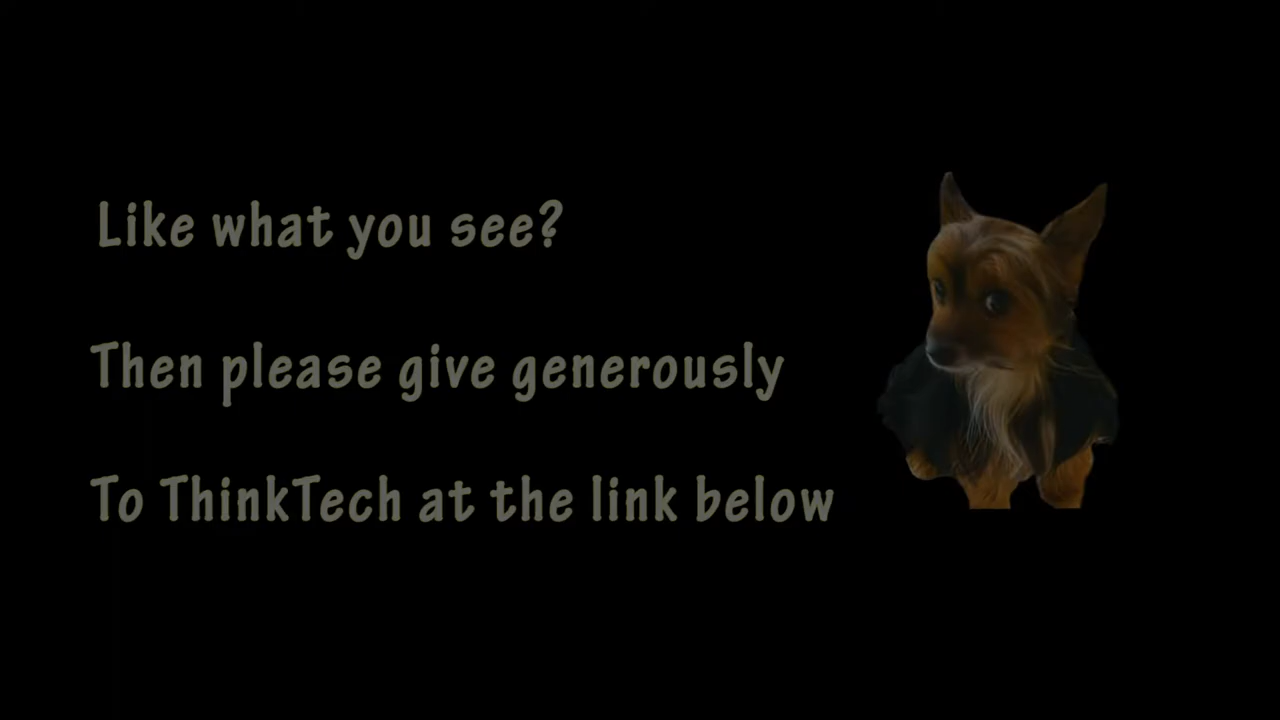 Like what you see?
Then please give generously
To ThinkTech at the link below